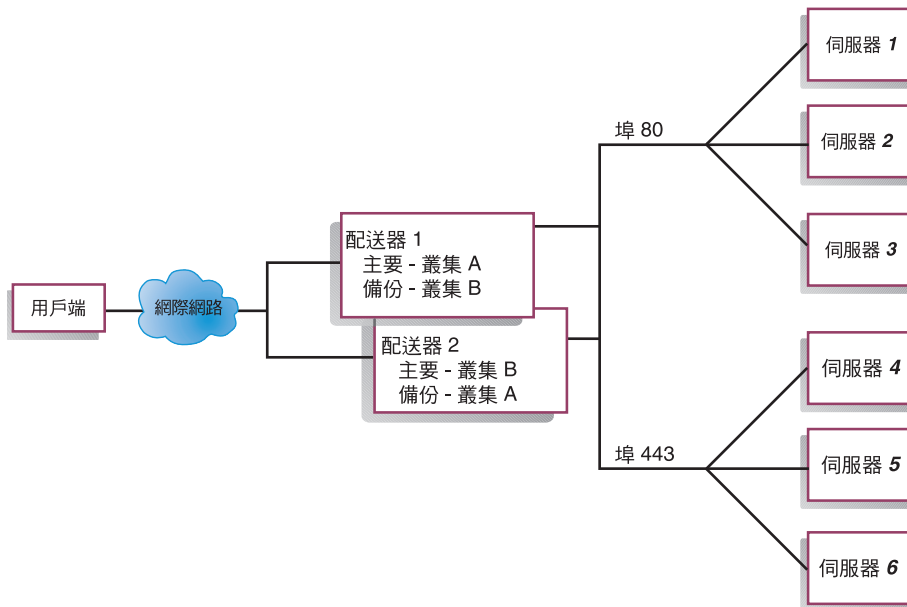 用戶端
網際網路
配送器 1
主要 - 叢集 A
備份 - 叢集 B
配送器 2
主要 - 叢集 B
備份 - 叢集 A
埠 80
伺服器 1
伺服器 2
伺服器 3
埠 443
伺服器 4
伺服器 5
伺服器 6